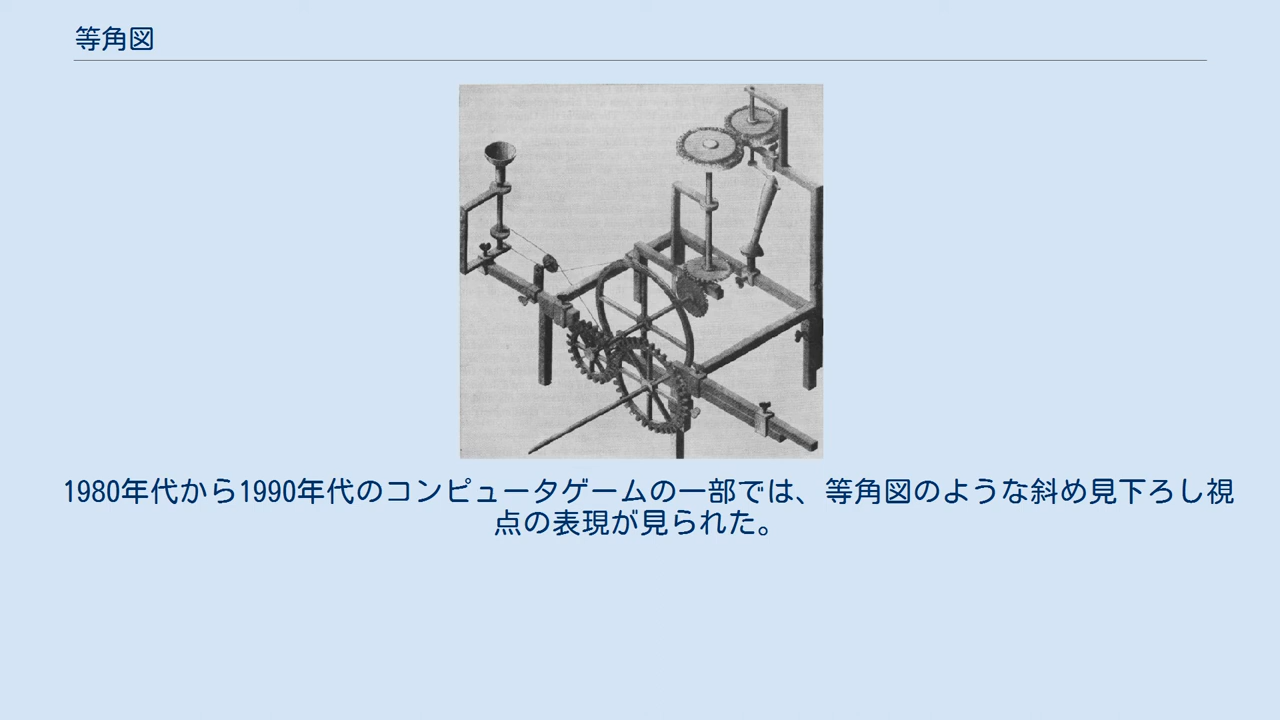 等角図
1980年代から1990年代のコンピュータゲームの一部では、等角図のような斜め見下ろし視
点の表現が見られた。